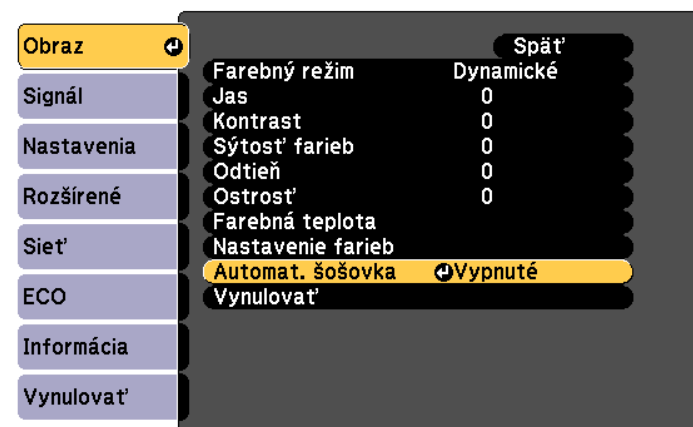 Obraz
Signál
Nastavenia
Rozšírené
Sieť
ECO
Informácia
Vynulovať
Späť
Farebný režim Dynamické
Jas 0
Kontrast 0
Sýtosť farieb 0
Odtieň 0
Ostrosť 0
Farebná teplota
Nastavenie farieb
Automat. šošovka Vypnuté
Vynulovať